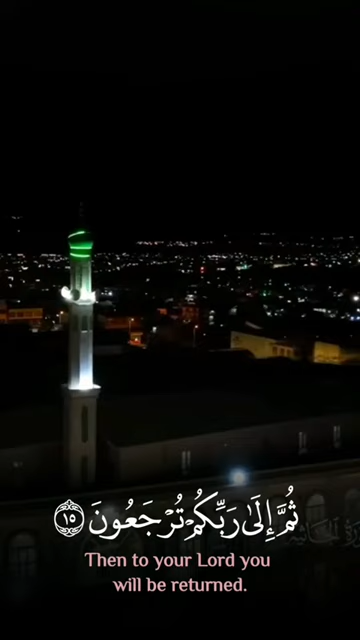 ثُمَّ إِلَىٰ رَبِّكُمْ تُرْجَعُونَ ١٥
Then to your Lord you
will be returned.